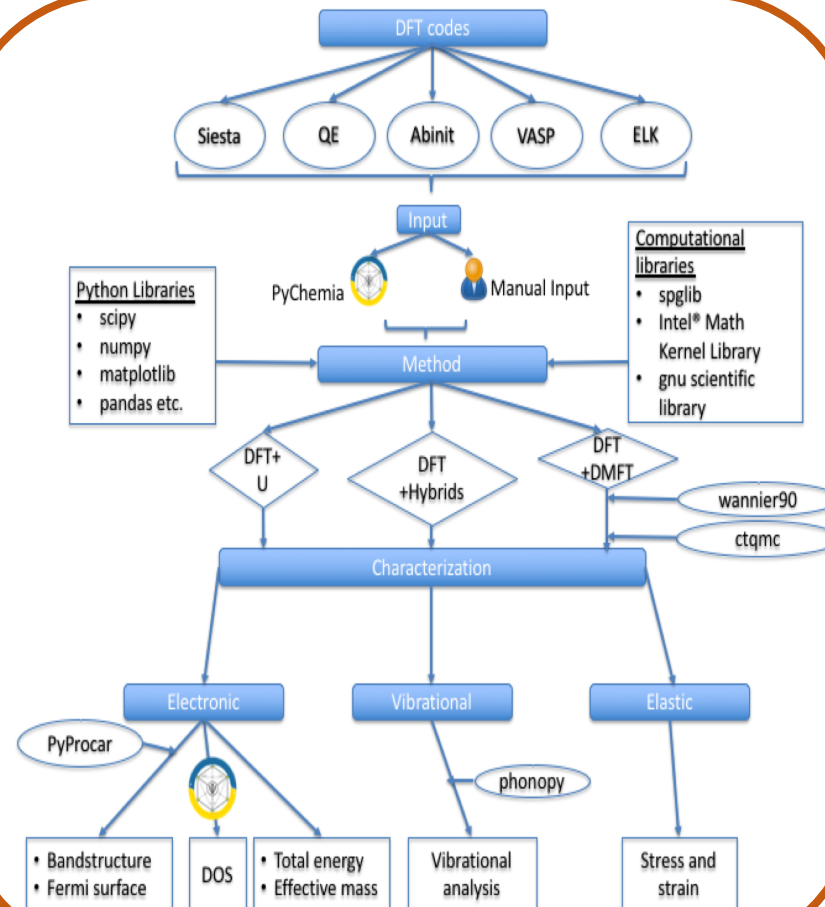 DFT codes
Siesta
QE
Abinit
VASP
ELK
Input
PyChemia
Manual Input
Python Libraries
• scipy
• numpy
• matplotlib
• pandas etc.
Computational
libraries
• spglib
• Intel® Math
Kernel Library
• gnu scientific
library
Method
DFT+
U
DFT
+Hybrids
DFT
+DMFT
wannier90
ctqmc
Characterization
Electronic
Vibrational
Elastic
PyProcar
phonopy
• Bandstructure
• Fermi surface
DOS
• Total energy
• Effective mass
Vibrational
analysis
Stress and
strain